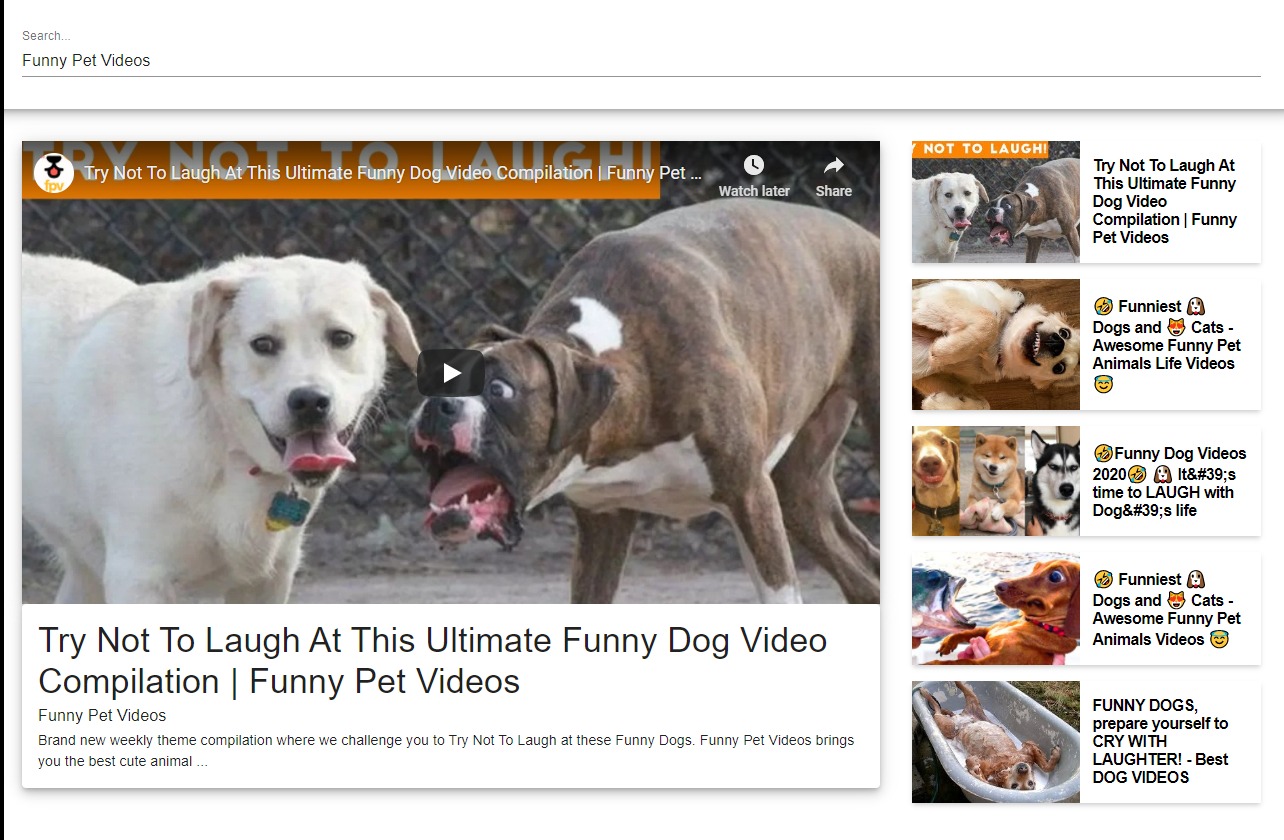 Search...
Funny Pet Videos
TRY NOT TO LAUGH!
fpv
Try Not To Laugh At This Ultimate Funny Dog Video Compilation | Funny Pet ...
Watch later
Share
Try Not To Laugh At This Ultimate Funny Dog Video
Compilation | Funny Pet Videos
Funny Pet Videos
Brand new weekly theme compilation where we challenge you to Try Not To Laugh at these Funny Dogs. Funny Pet Videos brings
you the best cute animal ...
Y NOT TO LAUGH!
Try Not To Laugh At
This Ultimate Funny
Dog Video
Compilation | Funny
Pet Videos
🤣 Funniest 🐶
Dogs and 😻 Cats -
Awesome Funny Pet
Animals Life Videos
😇
🤣Funny Dog Videos
2020🤣 🐶 It&#39;s
time to LAUGH with
Dog&#39;s life
🤣 Funniest 🐶
Dogs and 😻 Cats -
Awesome Funny Pet
Animals Videos 😇
FUNNY DOGS,
prepare yourself to
CRY WITH
LAUGHTER! - Best
DOG VIDEOS